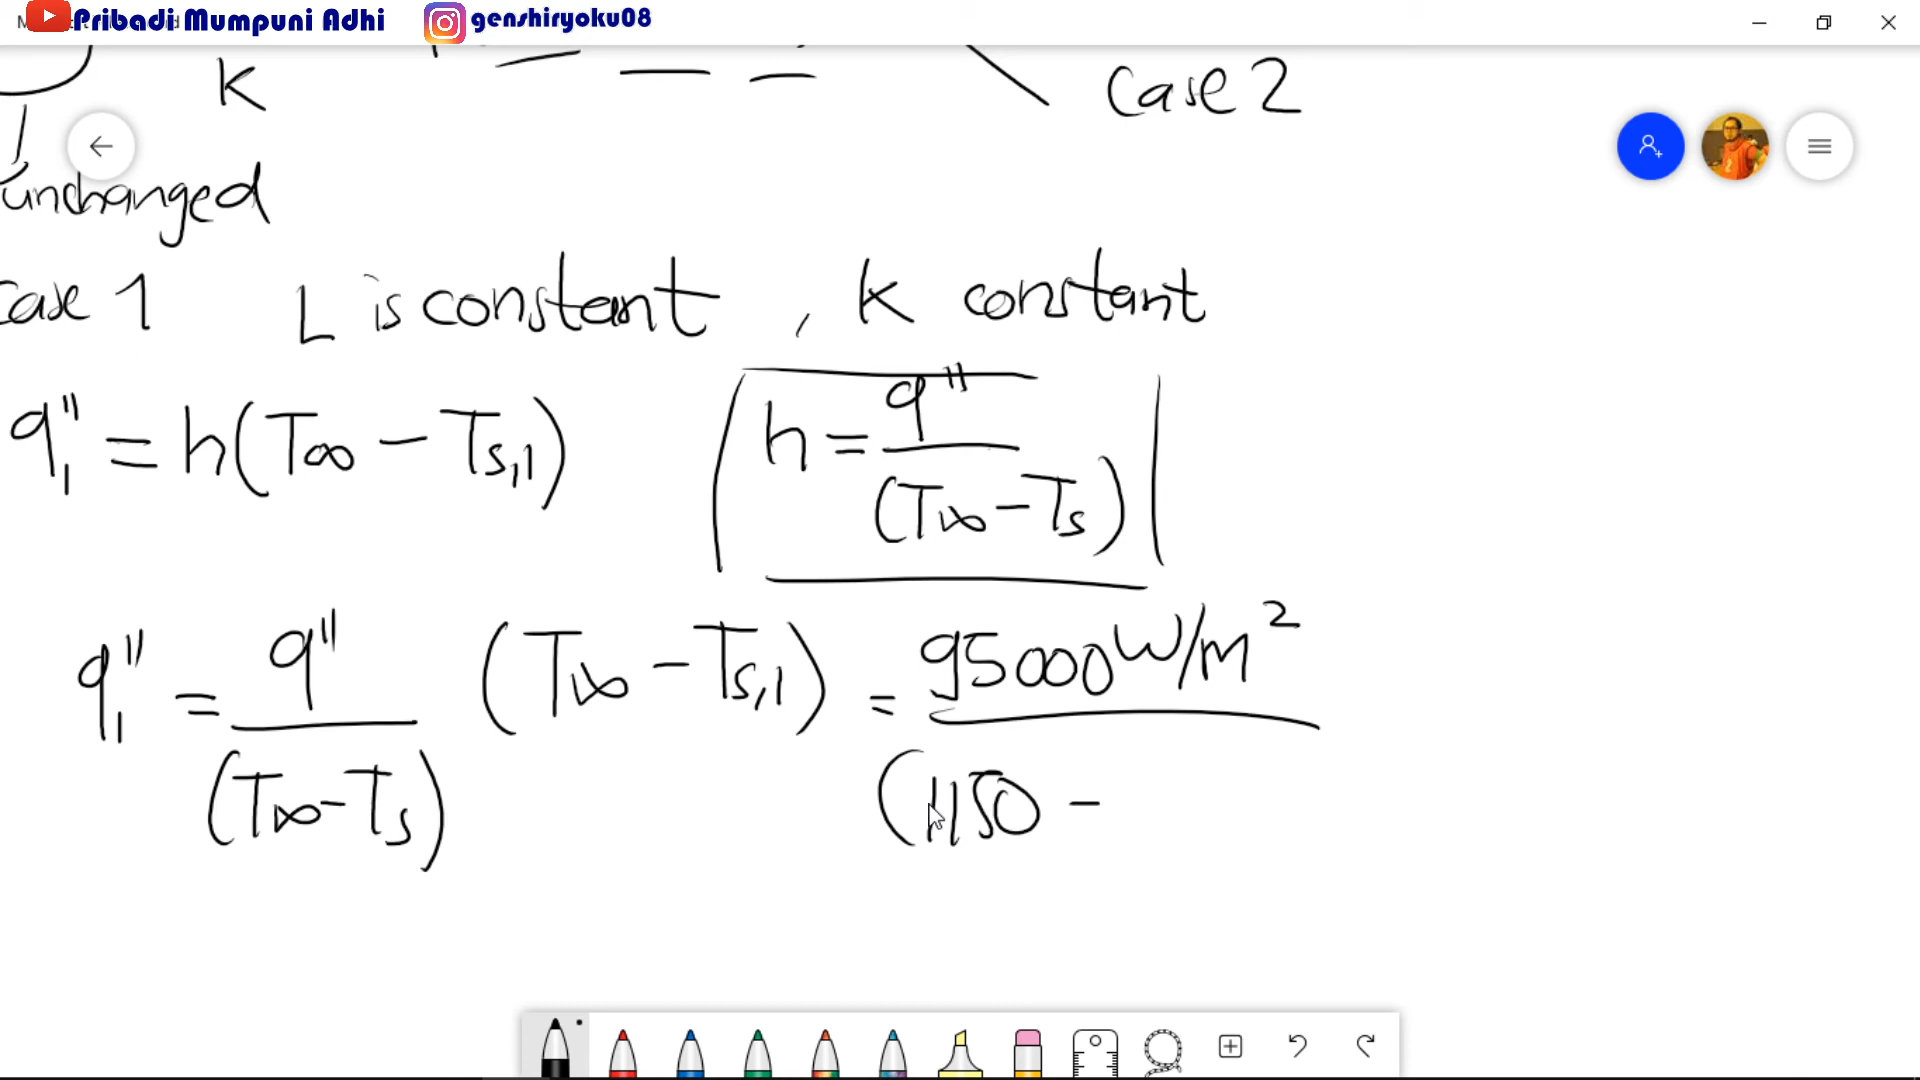 Pribadi Mumpuni Adhi genshiryoku08
k
case 2
unchanged
case 1 L is constant , k constant
q₁'' = h(T∞ − Ts,1) h = q'' / (T∞ − Ts)
q₁'' = q'' / (T∞ − Ts) (T∞ − Ts,1) = 95000 W/m² / (1150 −